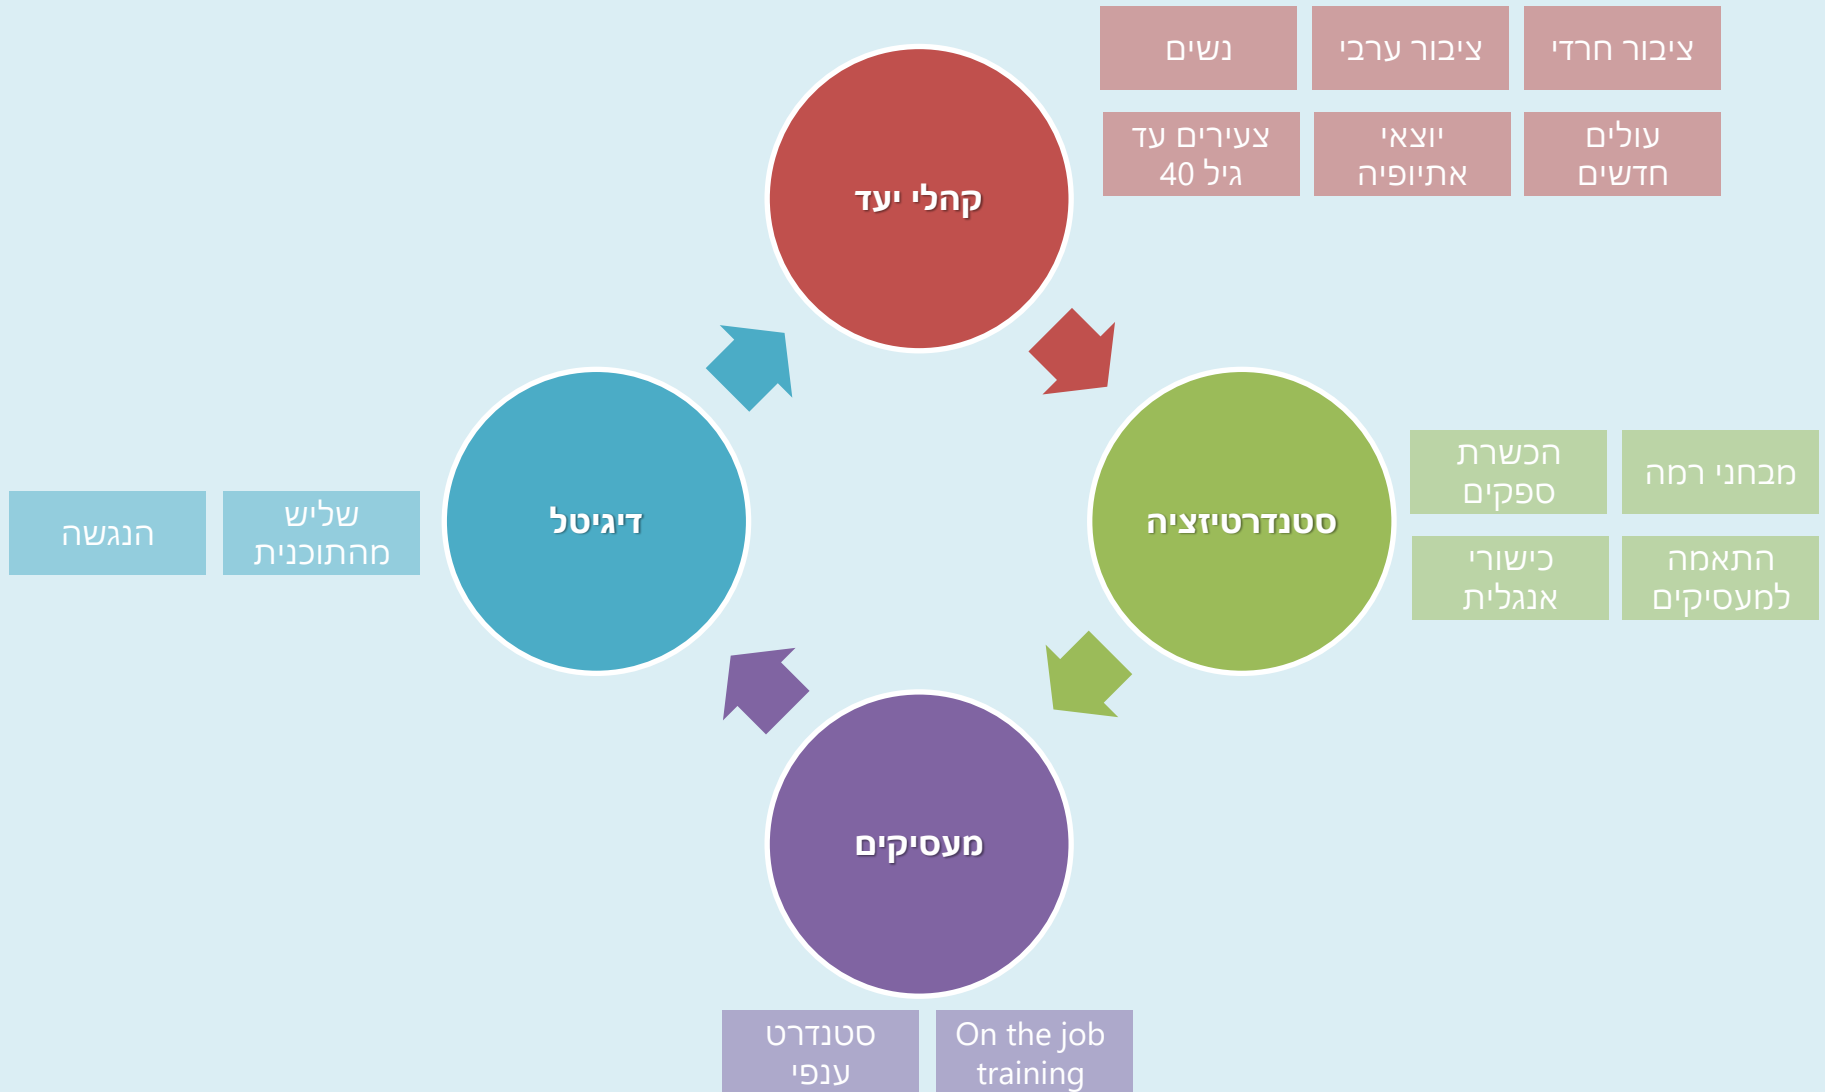 ציבור חרדי
ציבור ערבי
נשים
עולים
חדשים
יוצאי
אתיופיה
צעירים עד
גיל 40
קהלי יעד
סטנדרטיזציה
מבחני רמה
הכשרת
ספקים
התאמה
למעסיקים
כישורי
אנגלית
מעסיקים
On the job
training
סטנדרט
ענפי
דיגיטל
שליש
מהתוכנית
הנגשה